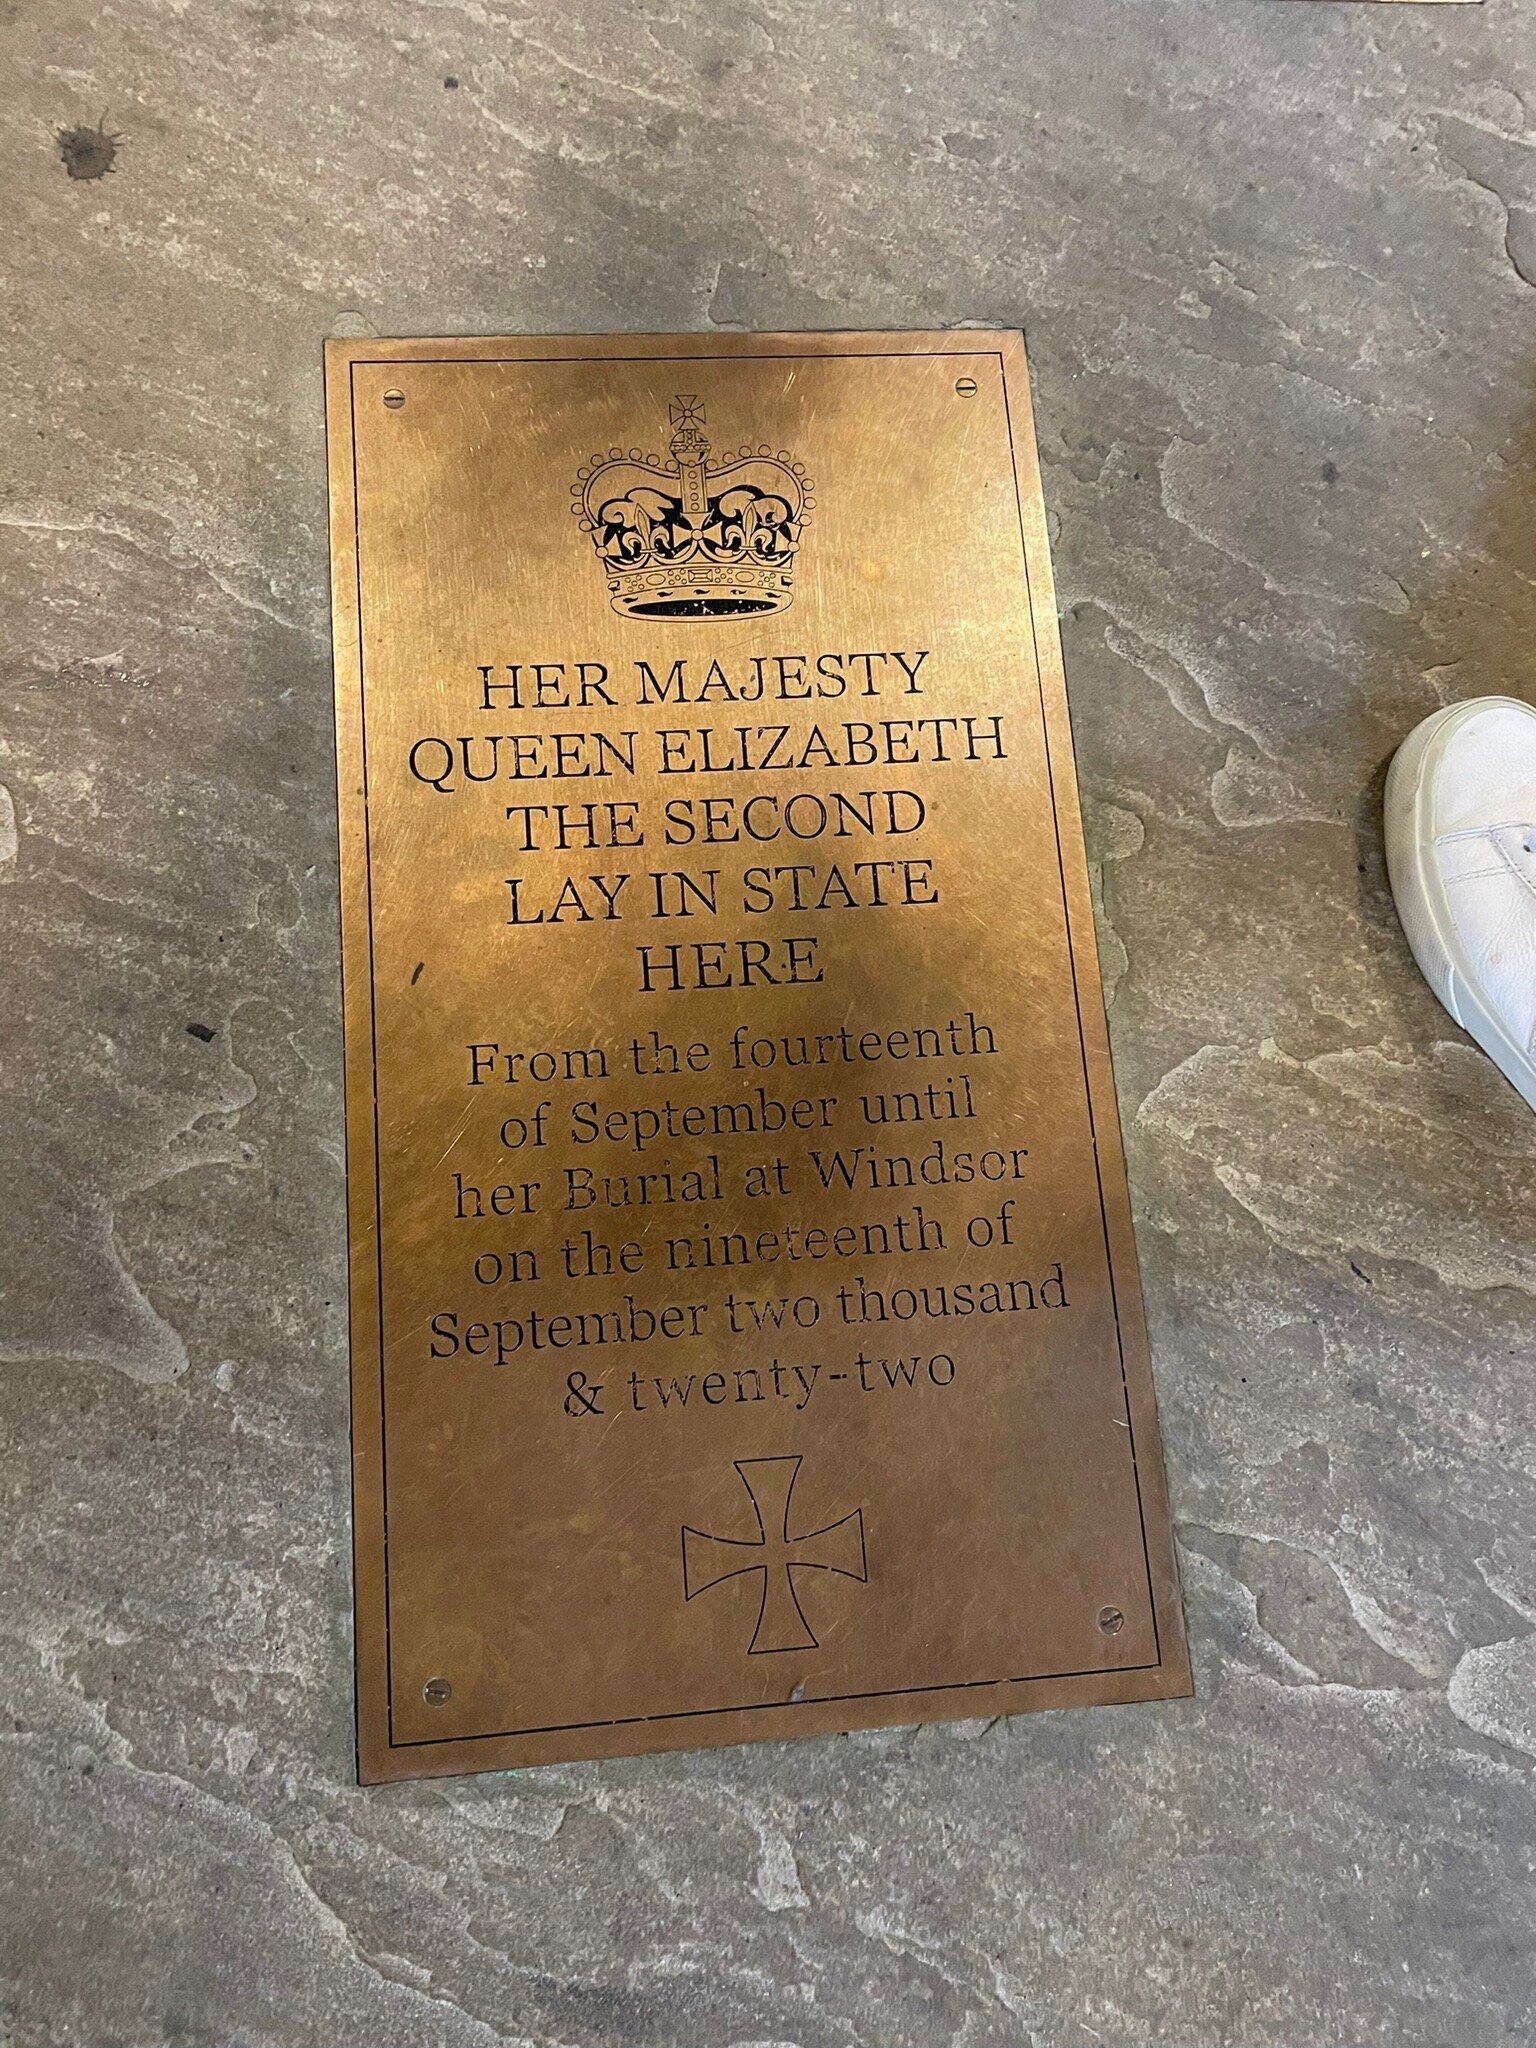 HER MAJESTY
QUEEN ELIZABETH
THE SECOND
LAY IN STATE
HERE
From the fourteenth
of September until
her Burial at Windsor
on the nineteenth of
September two thousand
& twenty-two